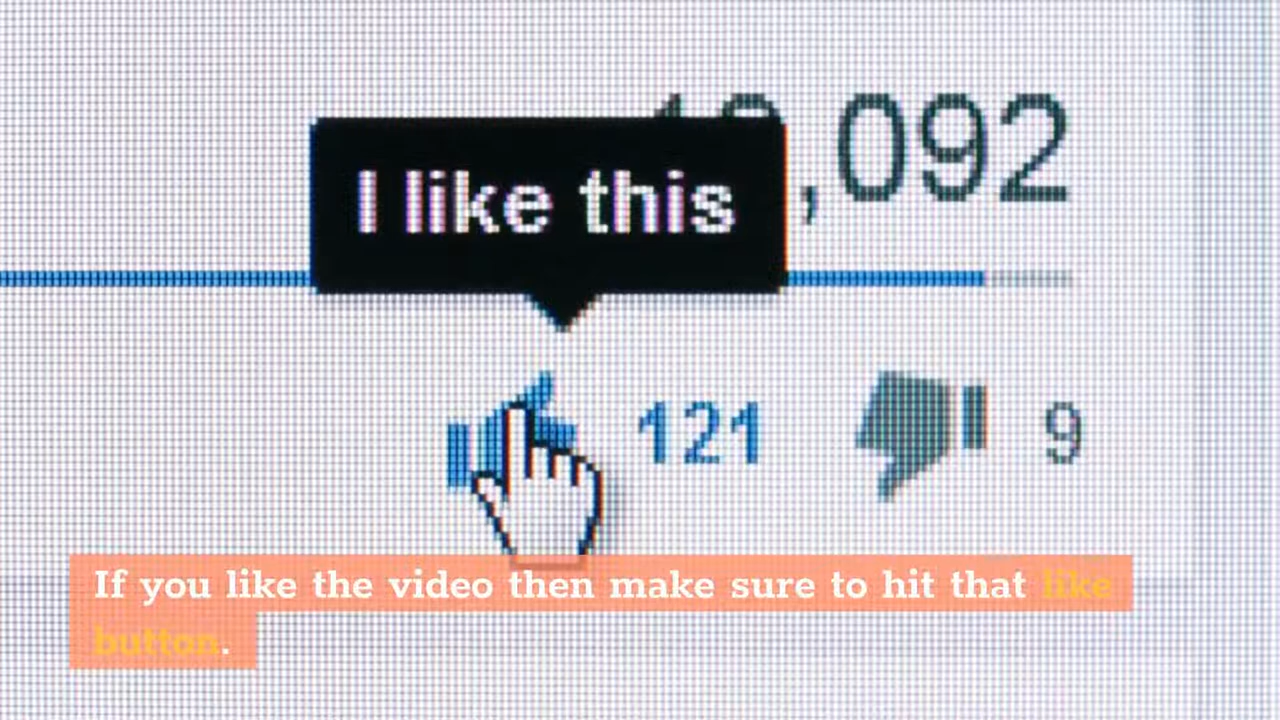 ,092
I like this
121 9
If you like the video then make sure to hit that like
button.